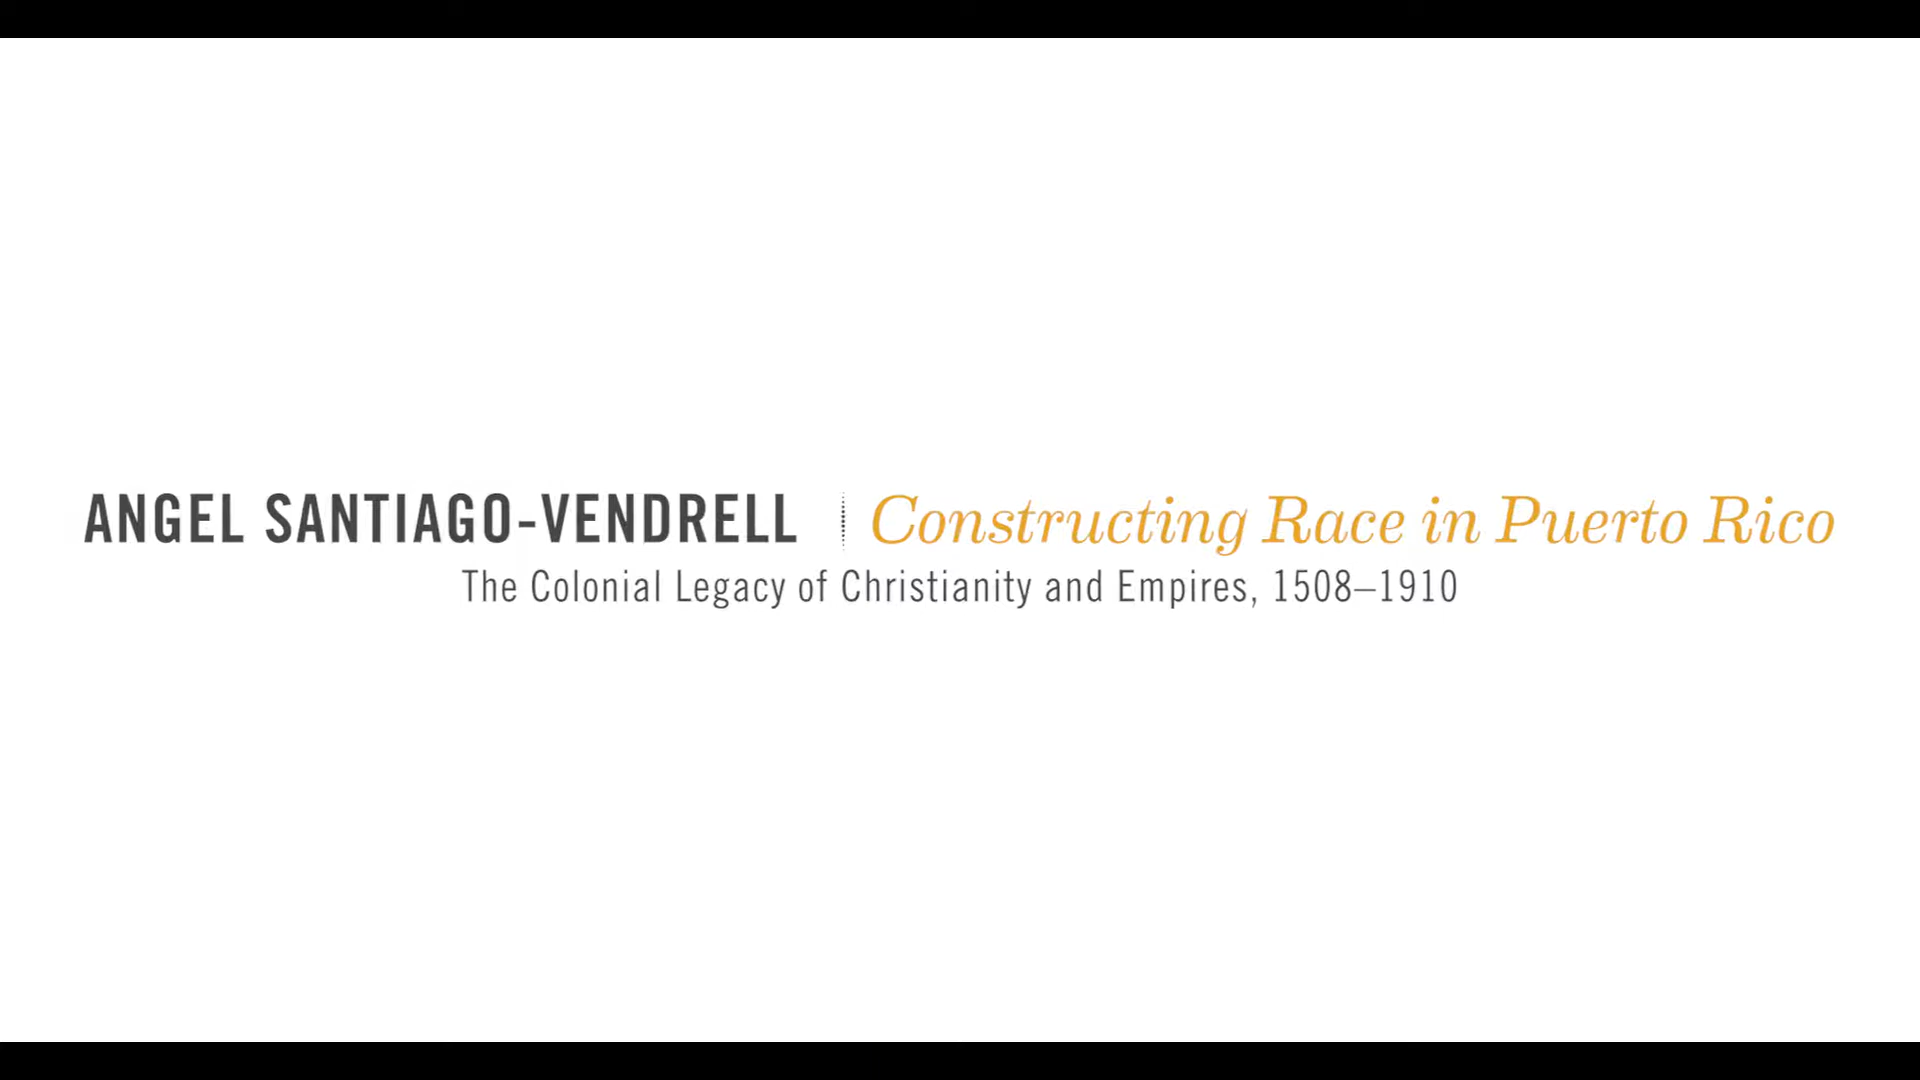 ANGEL SANTIAGO-VENDRELL Constructing Race in Puerto Rico
The Colonial Legacy of Christianity and Empires, 1508–1910